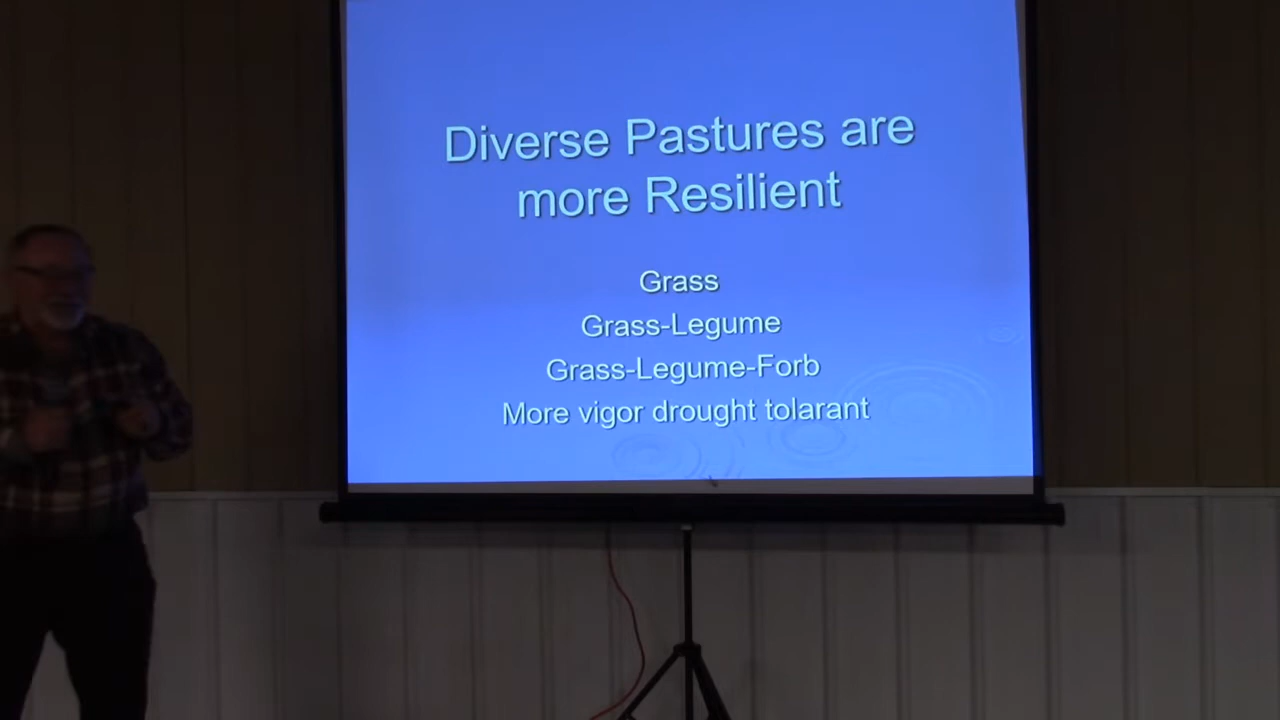 Diverse Pastures are
more Resilient
Grass
Grass-Legume
Grass-Legume-Forb
More vigor drought tolarant